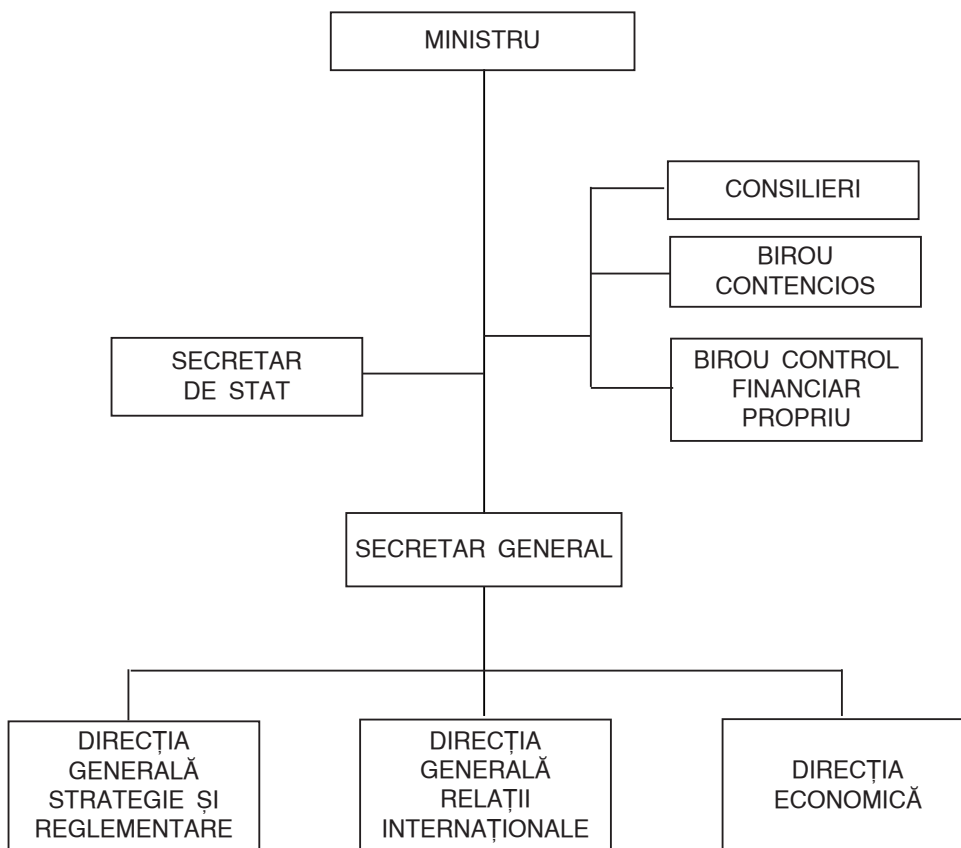 MINISTRU
CONSILIERI
BIROU
CONTENCIOS
SECRETAR
DE STAT
BIROU CONTROL
FINANCIAR
PROPRIU
SECRETAR GENERAL
DIRECȚIA
GENERALĂ
STRATEGIE ȘI
REGLEMENTARE
DIRECȚIA
GENERALĂ
RELAȚII
INTERNAȚIONALE
DIRECȚIA
ECONOMICĂ